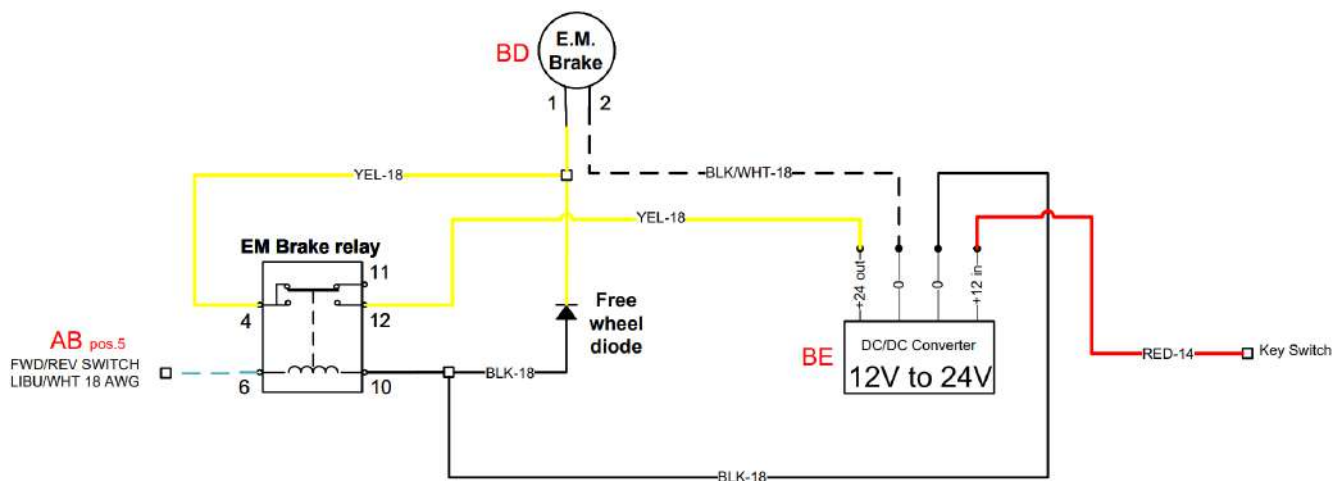 E.M.
Brake
BD
1
2
YEL-18
BLK/WHT-18
YEL-18
EM Brake relay
11
4
12
+24 out
0
0
+12 in
Free
wheel
diode
AB pos.5
FWD/REV SWITCH
LIBU/WHT 18 AWG
6
10
BLK-18
BE
DC/DC Converter
12V to 24V
RED-14
Key Switch
BLK-18